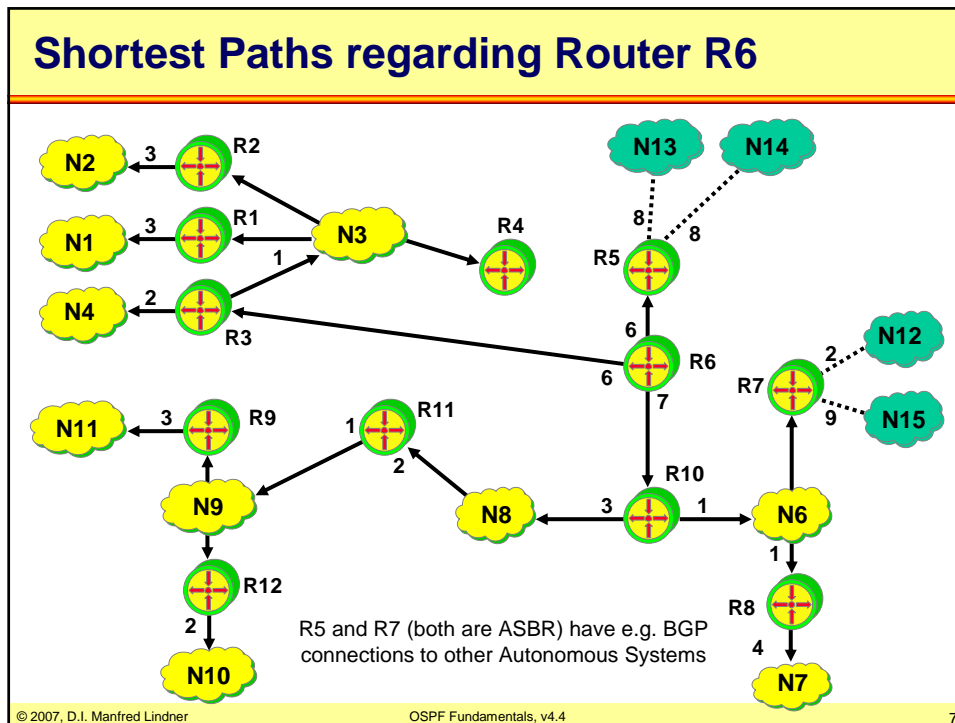 Shortest Paths regarding Router R6
N13
N14
N2
3
R2
N1
3
R1
N3
R4
8
8
R5
1
N4
2
R3
6
6
R6
7
N12
2
R7
9
N15
N11
3
R9
R11
1
2
R10
N9
N8
3
1
N6
1
R12
R8
2
4
R5 and R7 (both are ASBR) have e.g. BGP
connections to other Autonomous Systems
N10
N7
© 2007, D.I. Manfred Lindner
OSPF Fundamentals, v4.4
7